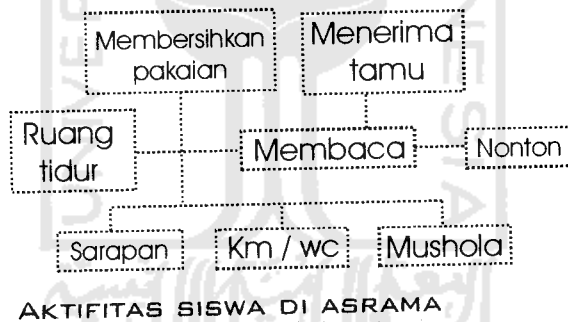 Membersihkan
pakaian
Menerima
tamu
Ruang
tidur
Membaca
Nonton
Sarapan
Km / wc
Mushola
AKTIFITAS SISWA DI ASRAMA